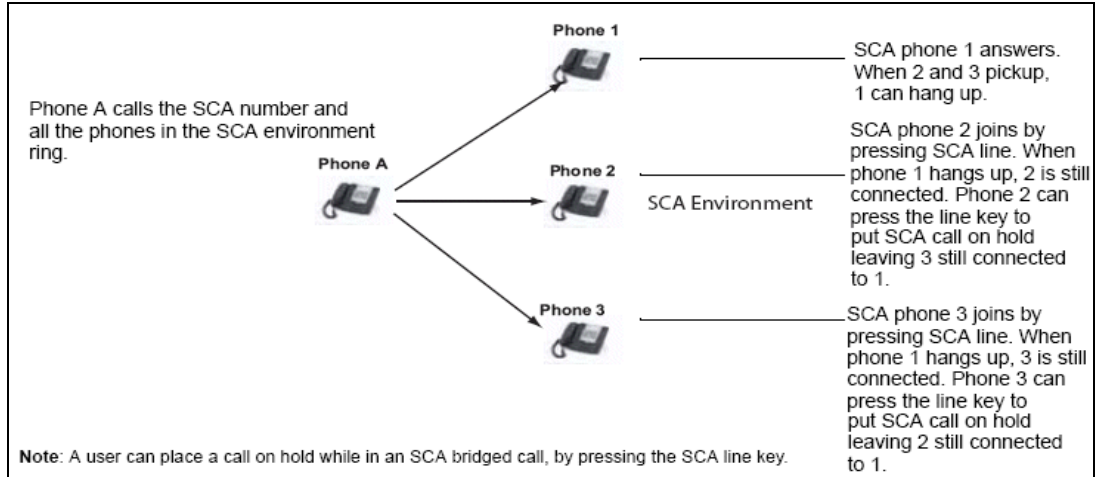 Phone A calls the SCA number and
all the phones in the SCA environment
ring.
Phone A
Phone 1
SCA phone 1 answers.
When 2 and 3 pickup,
1 can hang up.
Phone 2
SCA Environment
SCA phone 2 joins by
pressing SCA line. When
phone 1 hangs up, 2 is still
connected. Phone 2 can
press the line key to
put SCA call on hold
leaving 3 still connected
to 1.
Phone 3
SCA phone 3 joins by
pressing SCA line. When
phone 1 hangs up, 3 is still
connected. Phone 3 can
press the line key to
put SCA call on hold
leaving 2 still connected
to 1.
Note: A user can place a call on hold while in an SCA bridged call, by pressing the SCA line key.